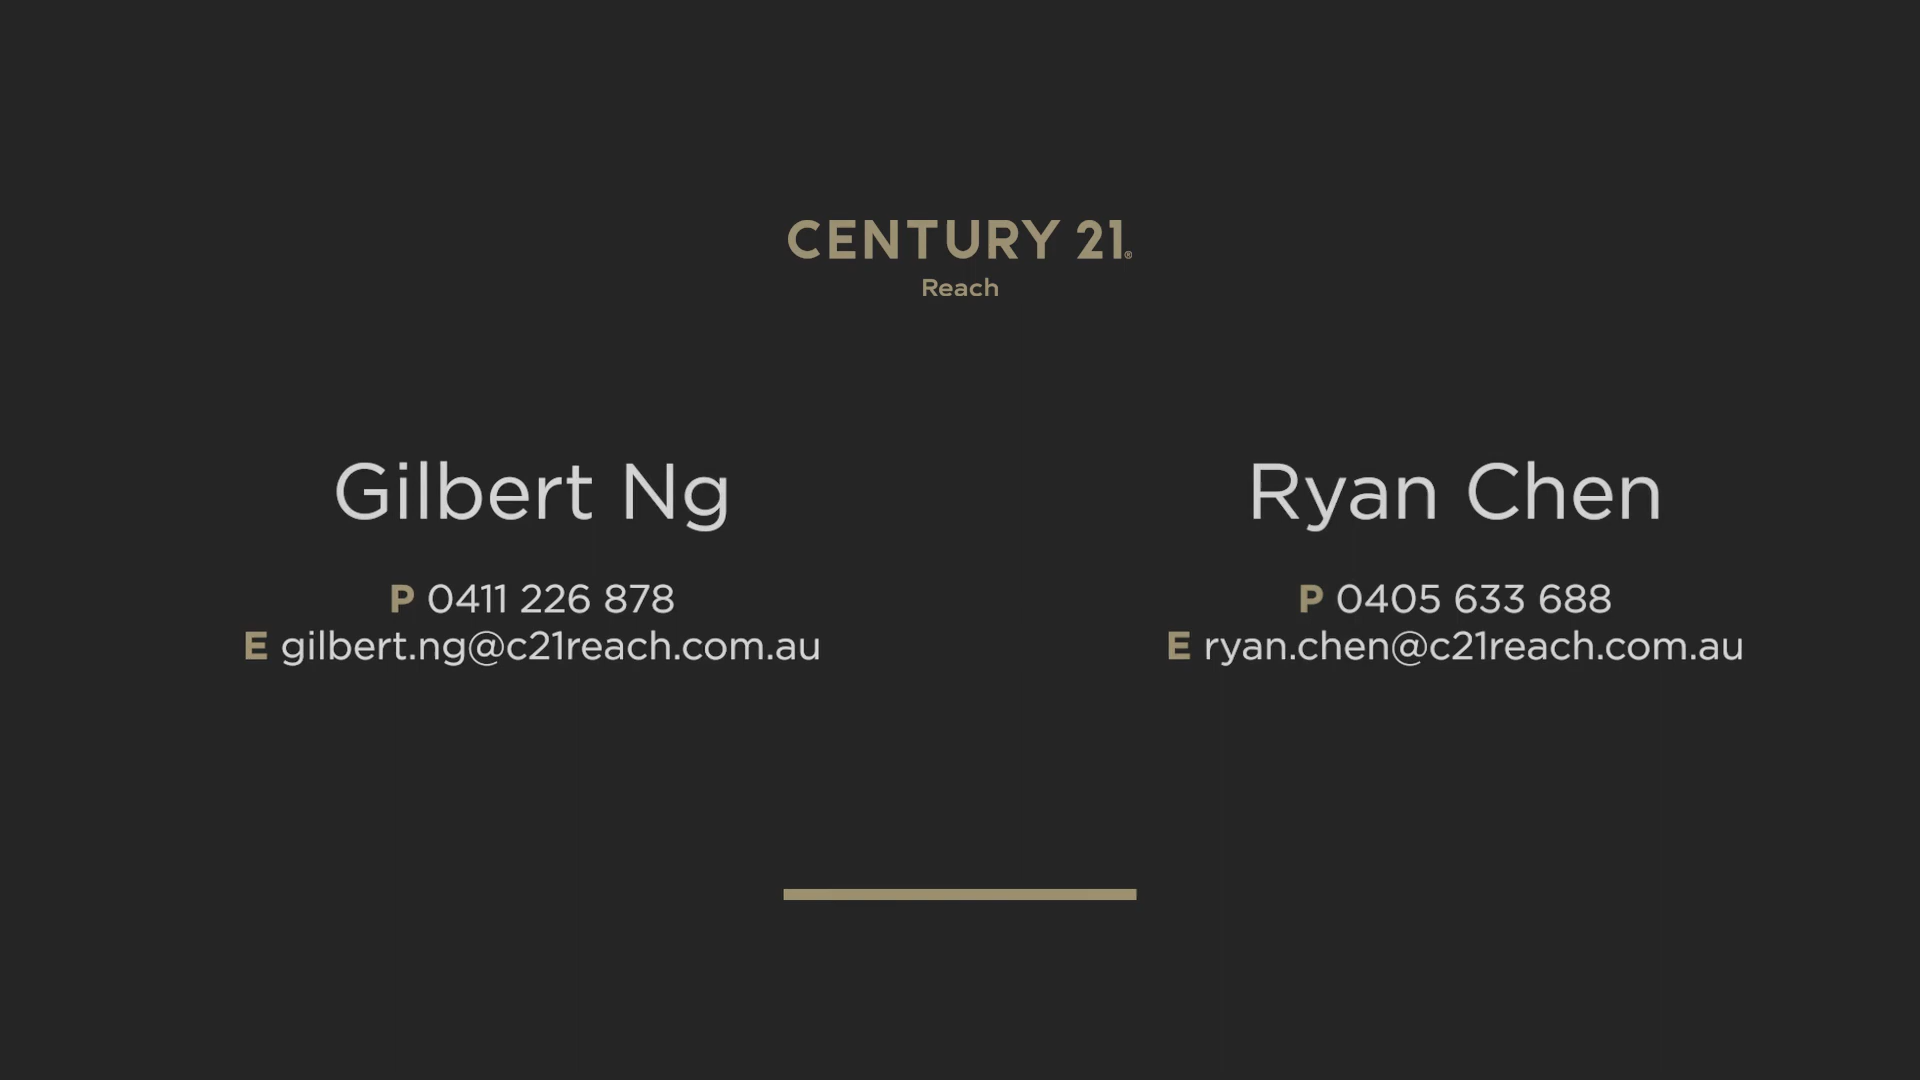 CENTURY 21®
Reach
Gilbert Ng
P 0411 226 878
E gilbert.ng@c21reach.com.au
Ryan Chen
P 0405 633 688
E ryan.chen@c21reach.com.au